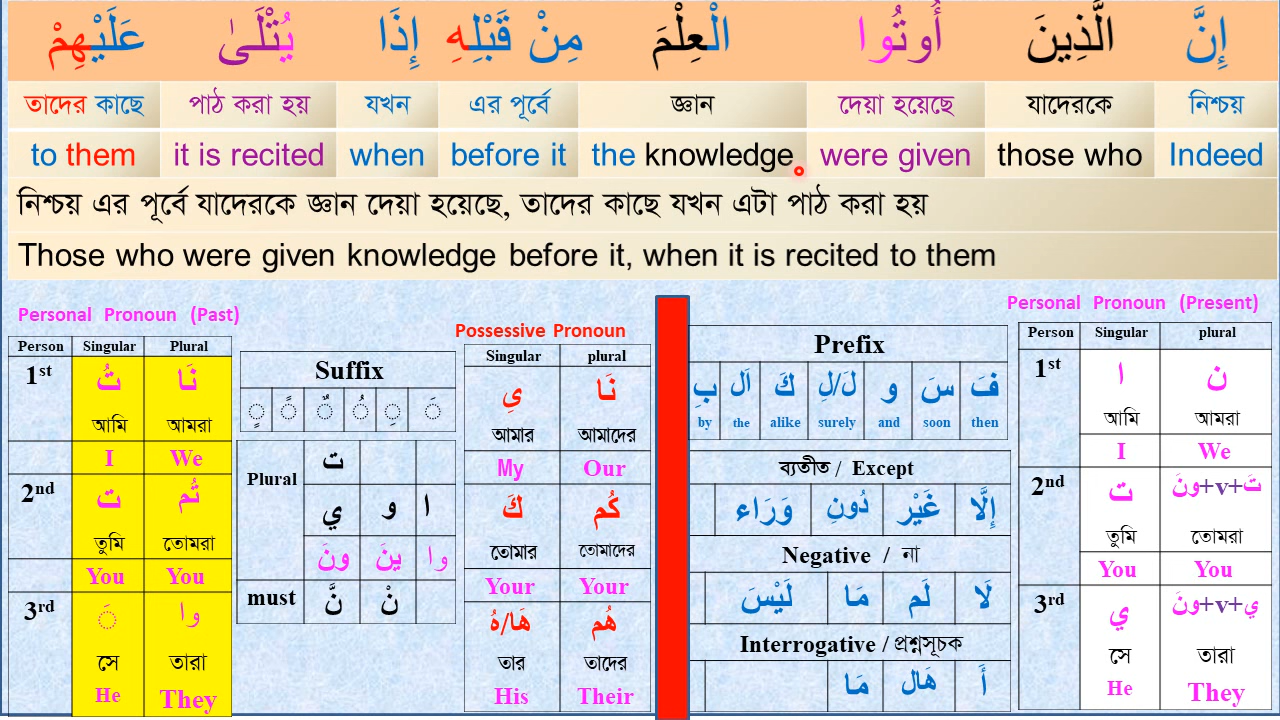 إِنَّ الَّذِينَ أُوتُوا الْعِلْمَ مِنْ قَبْلِهِ إِذَا يُتْلَىٰ عَلَيْهِمْ
তাদের কাছে পাঠ করা হয় যখন এর পূর্বে জ্ঞান দেয়া হয়েছে যাদেরকে নিশ্চয়
to them it is recited when before it the knowledge were given those who Indeed
নিশ্চয় এর পূর্বে যাদেরকে জ্ঞান দেয়া হয়েছে, তাদের কাছে যখন এটা পাঠ করা হয়
Those who were given knowledge before it, when it is recited to them
Personal Pronoun (Past)
Person Singular Plural
1st تُ نَا
আমি আমরা
I We
2nd ت تُم
তুমি তোমরা
You You
3rd َ وا
সে তারা
He They
Suffix
ٍ ً ٌ ُ ِ َ
Plural ت
ي و ا
ونَ ينَ وا
must نَّ نْ
Possessive Pronoun
Singular plural
يِ نَا
আমার আমাদের
My Our
كَ كُم
তোমার তোমাদের
Your Your
هَا/هُ هُم
তার তাদের
His Their
Prefix
بِ اَل كَ لَ/لِ و سَ فَ
by the alike surely and soon then
ব্যতীত / Except
وَرَاء دُونِ غَيْر إِلَّا
Negative / না
لَيْسَ مَا لَم لَا
Interrogative / প্রশ্নসূচক
مَا هَال أَ
Personal Pronoun (Present)
Person Singular plural
1st ا ن
আমি আমরা
I We
2nd ت تَ+v+ونَ
তুমি তোমরা
You You
3rd ي ي+v+ونَ
সে তারা
He They